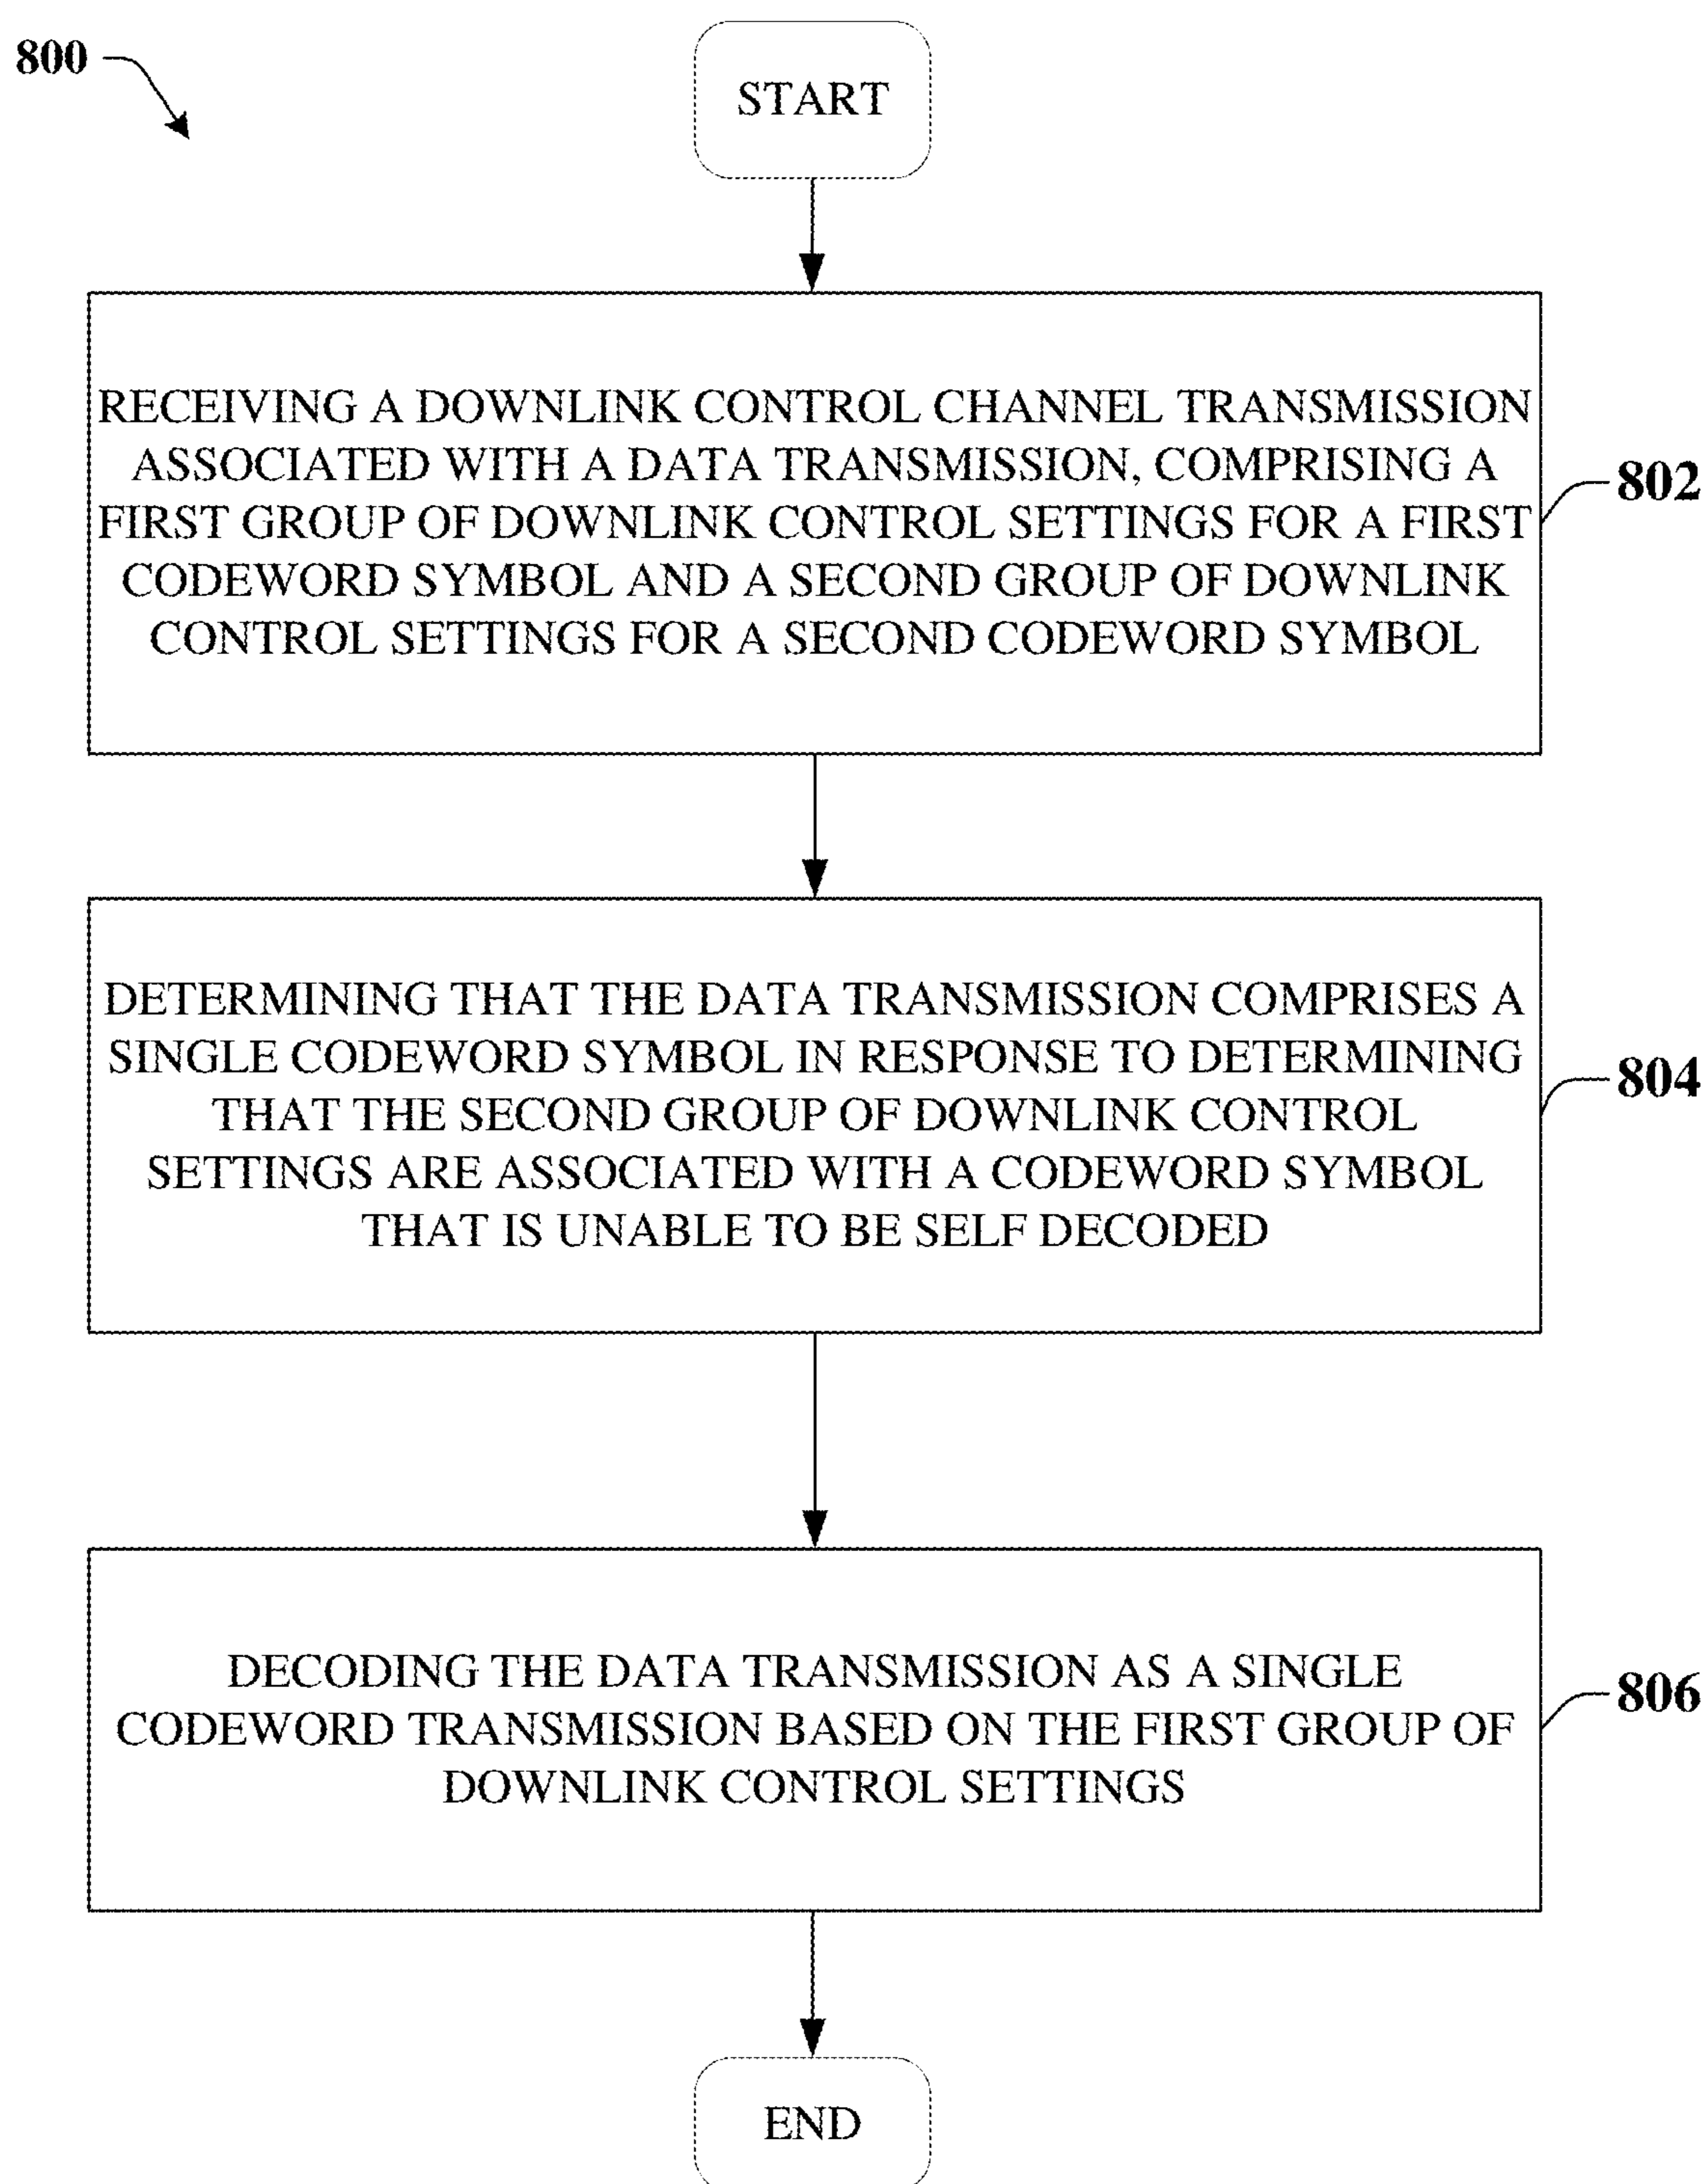 800
START
RECEIVING A DOWNLINK CONTROL CHANNEL TRANSMISSION
ASSOCIATED WITH A DATA TRANSMISSION, COMPRISING A
FIRST GROUP OF DOWNLINK CONTROL SETTINGS FOR A FIRST
CODEWORD SYMBOL AND A SECOND GROUP OF DOWNLINK
CONTROL SETTINGS FOR A SECOND CODEWORD SYMBOL
802
DETERMINING THAT THE DATA TRANSMISSION COMPRISES A
SINGLE CODEWORD SYMBOL IN RESPONSE TO DETERMINING
THAT THE SECOND GROUP OF DOWNLINK CONTROL
SETTINGS ARE ASSOCIATED WITH A CODEWORD SYMBOL
THAT IS UNABLE TO BE SELF DECODED
804
DECODING THE DATA TRANSMISSION AS A SINGLE
CODEWORD TRANSMISSION BASED ON THE FIRST GROUP OF
DOWNLINK CONTROL SETTINGS
806
END